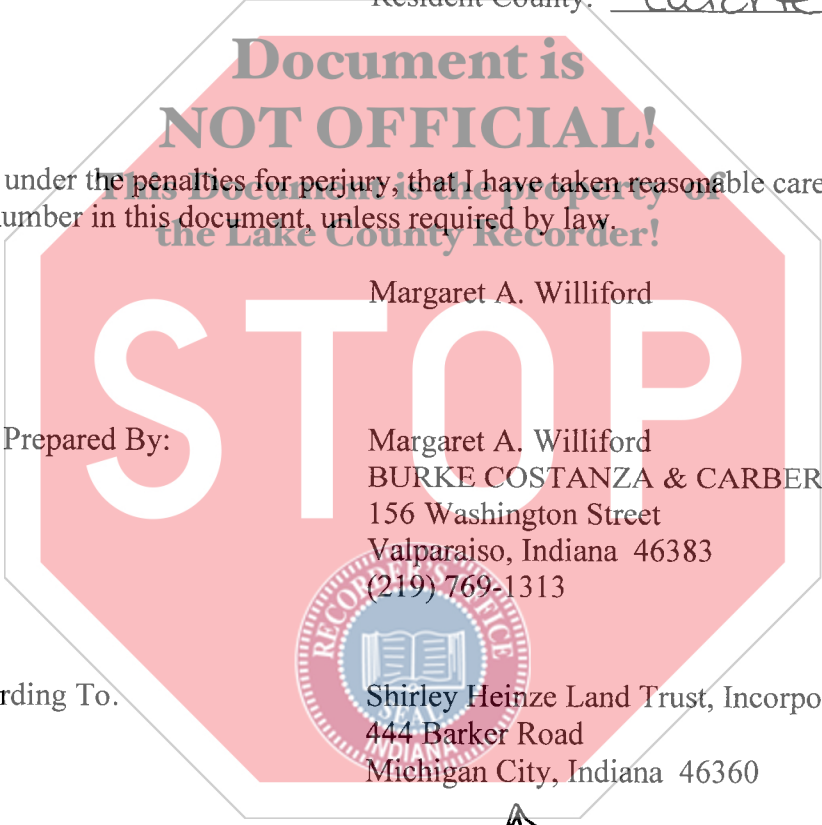 Resident County:
Document is
NOT OFFICIAL!
under the penalties for perjury, that I have taken reasonable care
This Document is the property of
number in this document, unless required by law.
the Lake County Recorder!
Margaret A. Williford
STOP
Prepared By: Margaret A. Williford
BURKE COSTANZA & CARBER
156 Washington Street
Valparaiso, Indiana 46383
(219) 769-1313
RECORDER'S OFFICE
SEAL
INDIANA
rding To. Shirley Heinze Land Trust, Incorpo
444 Barker Road
Michigan City, Indiana 46360